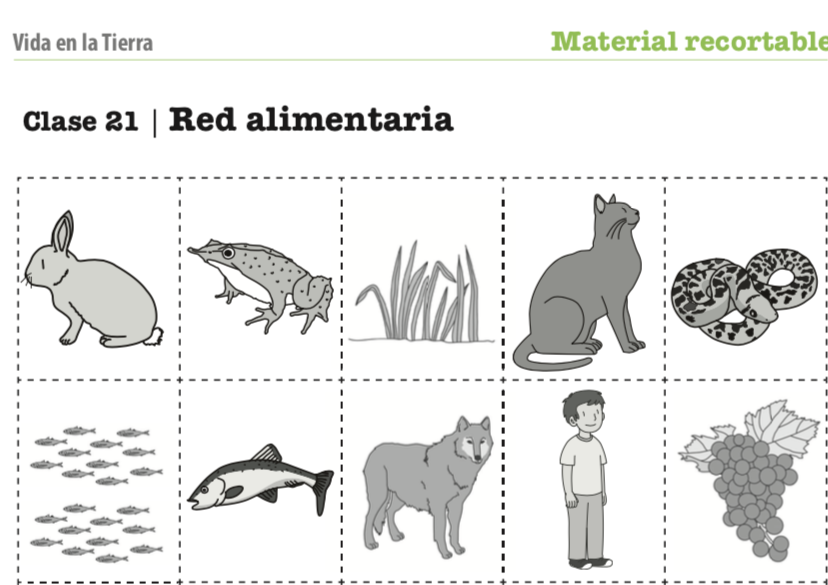 Vida en la Tierra
Material recortable
Clase 21 | Red alimentaria